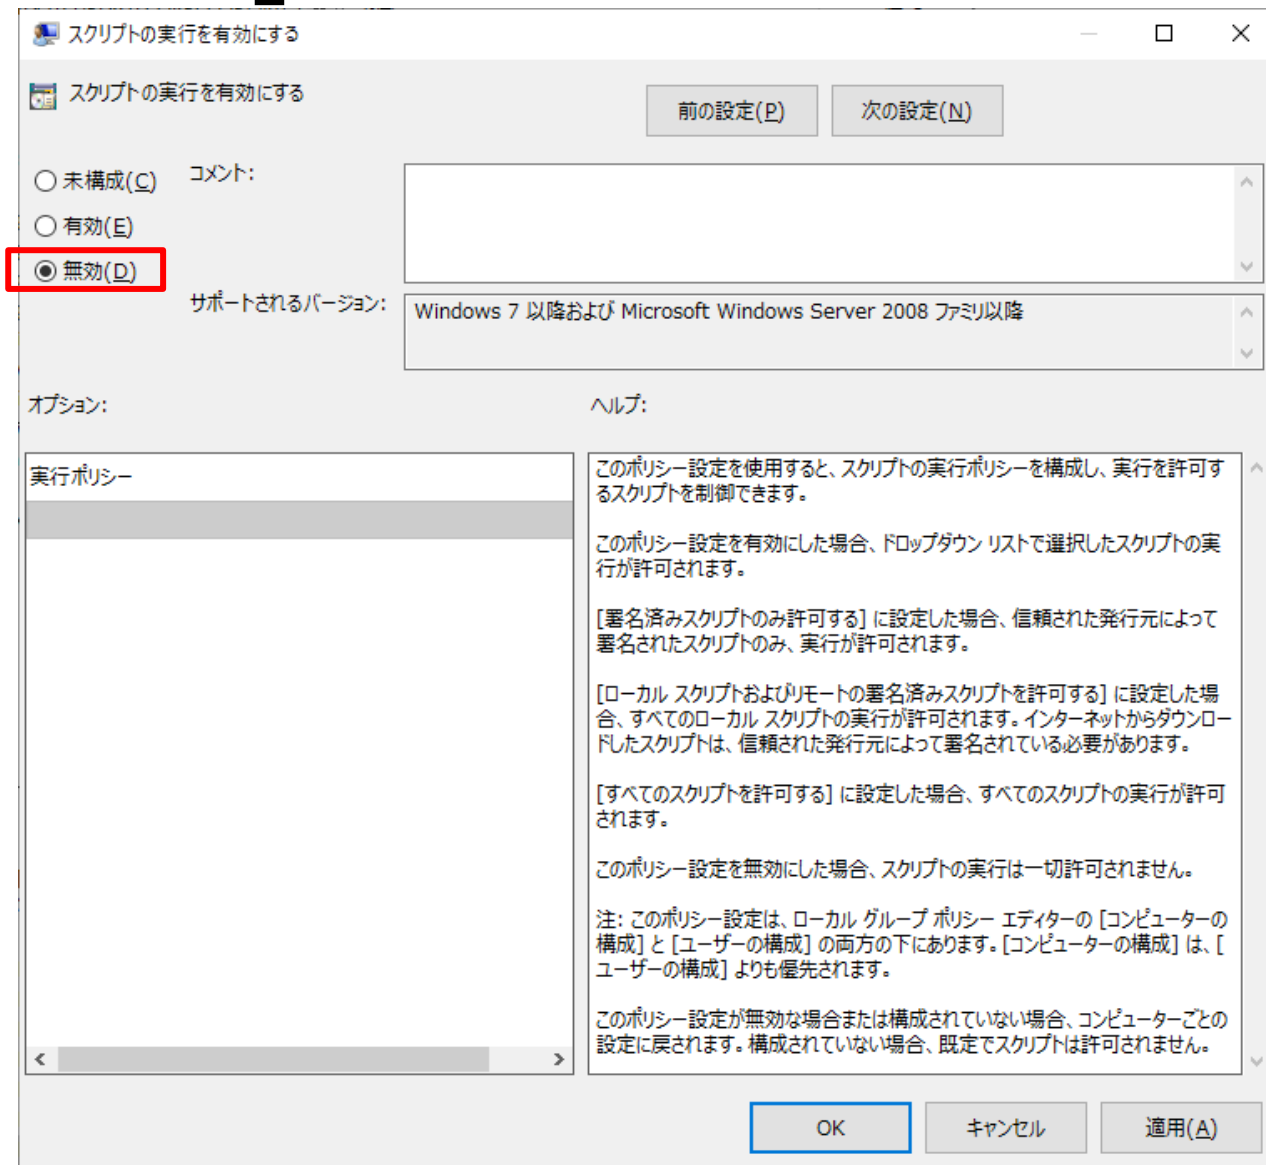 スクリプトの実行を有効にする
スクリプトの実行を有効にする
前の設定(P)
次の設定(N)
未構成(C)
コメント:
有効(E)
無効(D)
サポートされるバージョン:
Windows 7 以降および Microsoft Windows Server 2008 ファミリ以降
オプション:
ヘルプ:
実行ポリシー
このポリシー設定を使用すると、スクリプトの実行ポリシーを構成し、実行を許可す
るスクリプトを制御できます。
このポリシー設定を有効にした場合、ドロップダウン リストで選択したスクリプトの実
行が許可されます。
[署名済みスクリプトのみ許可する] に設定した場合、信頼された発行元によって
署名されたスクリプトのみ、実行が許可されます。
[ローカル スクリプトおよびリモートの署名済みスクリプトを許可する] に設定した場
合、すべてのローカル スクリプトの実行が許可されます。インターネットからダウンロー
ドしたスクリプトは、信頼された発行元によって署名されている必要があります。
[すべてのスクリプトを許可する] に設定した場合、すべてのスクリプトの実行が許可
されます。
このポリシー設定を無効にした場合、スクリプトの実行は一切許可されません。
注: このポリシー設定は、ローカル グループ ポリシー エディターの [コンピューターの
構成] と [ユーザーの構成] の両方の下にあります。[コンピューターの構成] は、[
ユーザーの構成] よりも優先されます。
このポリシー設定が無効な場合または構成されていない場合、コンピューターごとの
設定に戻されます。構成されていない場合、既定でスクリプトは許可されません。
OK
キャンセル
適用(A)